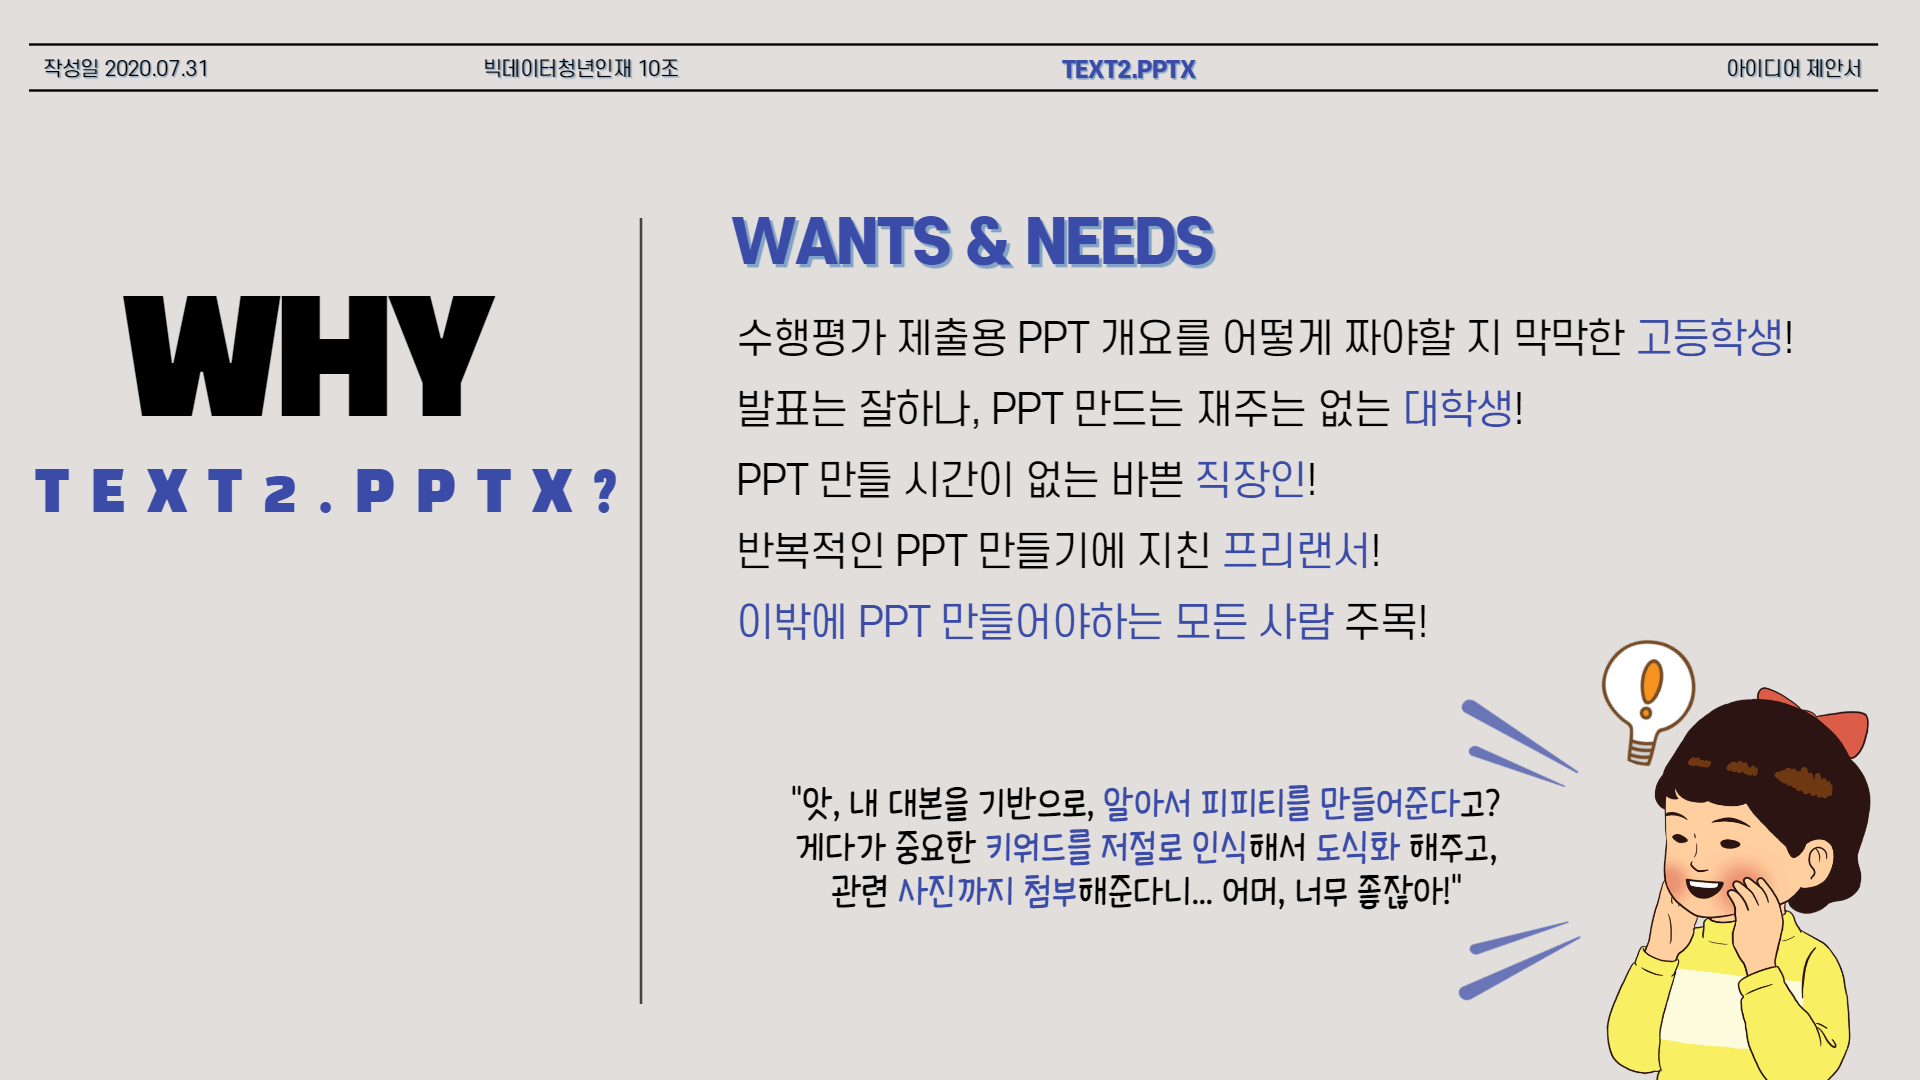 작성일 2020.07.31
빅데이터청년인재 10조
TEXT2.PPTX
아이디어 제안서
WHY
TEXT2.PPTX?
WANTS & NEEDS
수행평가 제출용 PPT 개요를 어떻게 짜야할 지 막막한 고등학생!
발표는 잘하나, PPT 만드는 재주는 없는 대학생!
PPT 만들 시간이 없는 바쁜 직장인!
반복적인 PPT 만들기에 지친 프리랜서!
이밖에 PPT 만들어야하는 모든 사람 주목!
"앗, 내 대본을 기반으로, 알아서 피피티를 만들어준다고?
게다가 중요한 키워드를 저절로 인식해서 도식화 해주고,
관련 사진까지 첨부해준다니... 어머, 너무 좋잖아!"